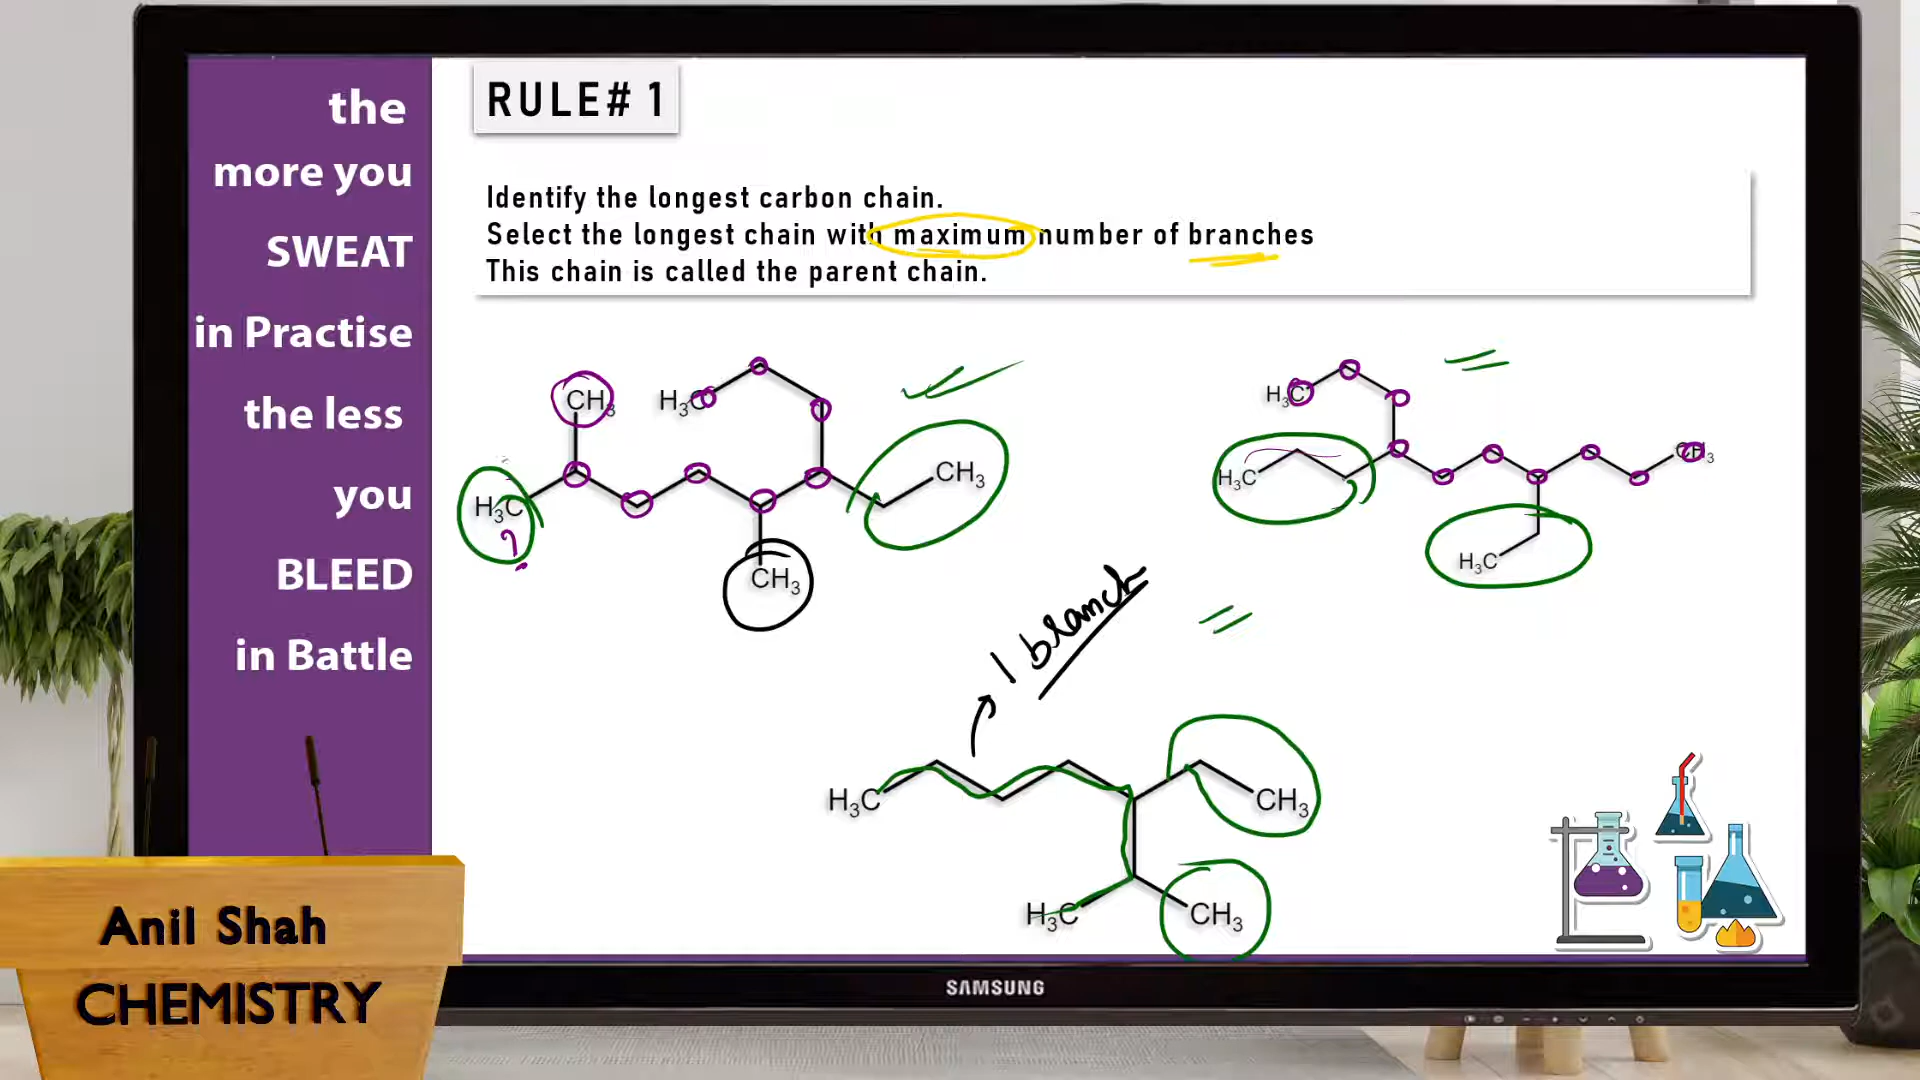 the
more you
SWEAT
in Practise
the less
you
BLEED
in Battle
RULE# 1
Identify the longest carbon chain.
Select the longest chain with maximum number of branches
This chain is called the parent chain.
CH3
H3C
H3C
CH3
CH3
?
H3C
H3C
CH3
H3C
1 branch
H3C
CH3
H3C
CH3
Anil Shah
CHEMISTRY
SAMSUNG